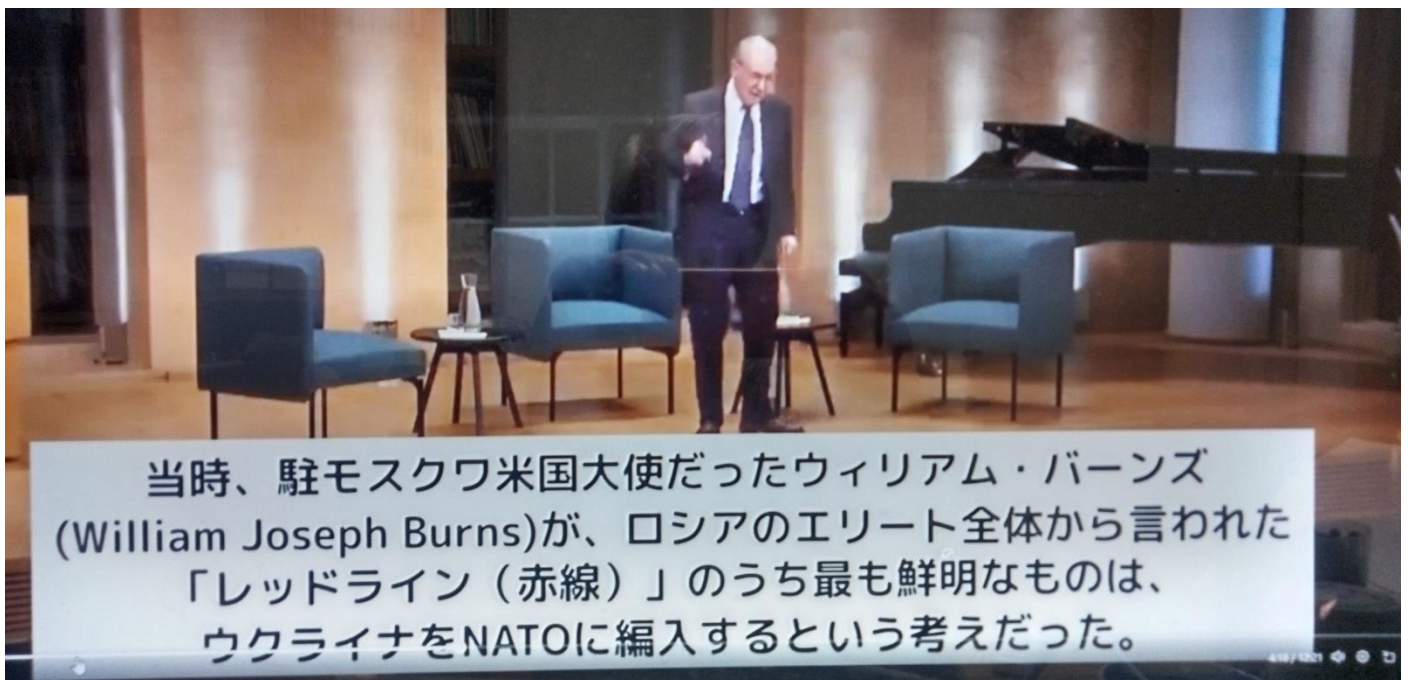 当時、駐モスクワ米国大使だったウィリアム・バーンズ
(William Joseph Burns)が、ロシアのエリート全体から言われた
「レッドライン（赤線）」のうち最も鮮明なものは、
ウクライナをNATOに編入するという考えだった。